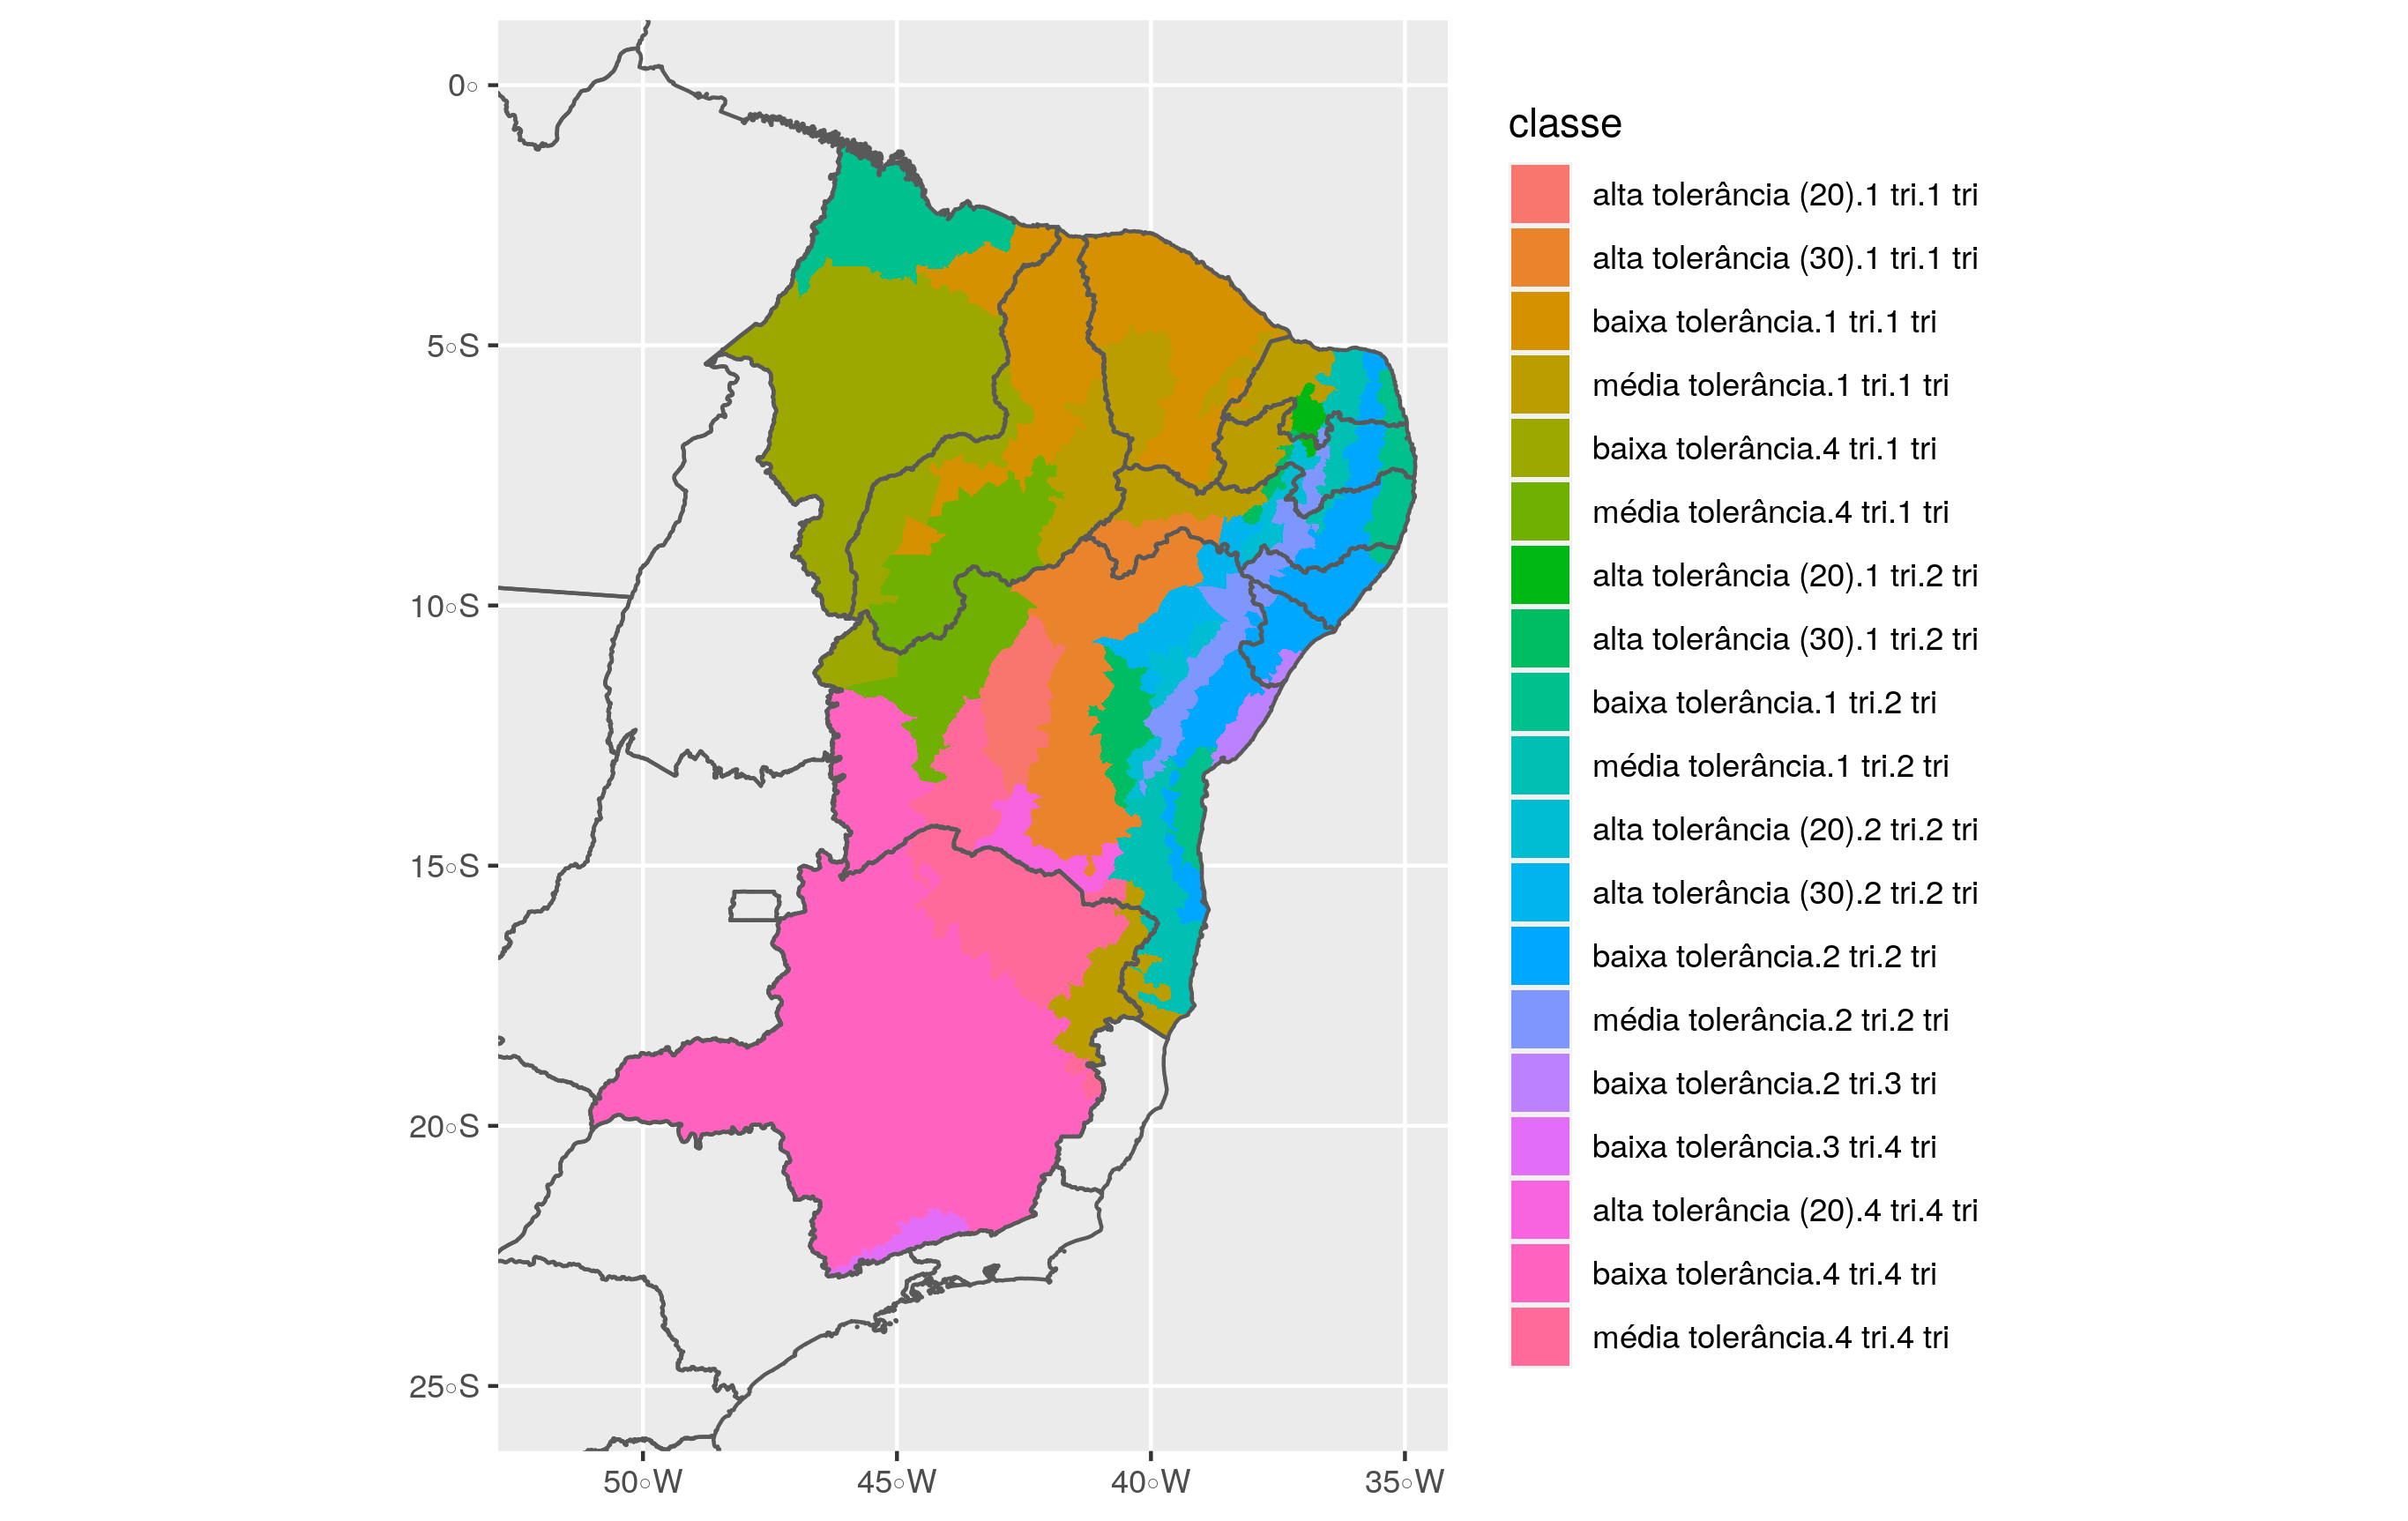 classe
alta tolerância (20).1 tri.1 tri
alta tolerância (30).1 tri.1 tri
baixa tolerância.1 tri.1 tri
média tolerância.1 tri.1 tri
baixa tolerância.4 tri.1 tri
média tolerância.4 tri.1 tri
alta tolerância (20).1 tri.2 tri
alta tolerância (30).1 tri.2 tri
baixa tolerância.1 tri.2 tri
média tolerância.1 tri.2 tri
alta tolerância (20).2 tri.2 tri
alta tolerância (30).2 tri.2 tri
baixa tolerância.2 tri.2 tri
média tolerância.2 tri.2 tri
baixa tolerância.2 tri.3 tri
baixa tolerância.3 tri.4 tri
alta tolerância (20).4 tri.4 tri
baixa tolerância.4 tri.4 tri
média tolerância.4 tri.4 tri
0°
5°S
10°S
15°S
20°S
25°S
50°W 45°W 40°W 35°W